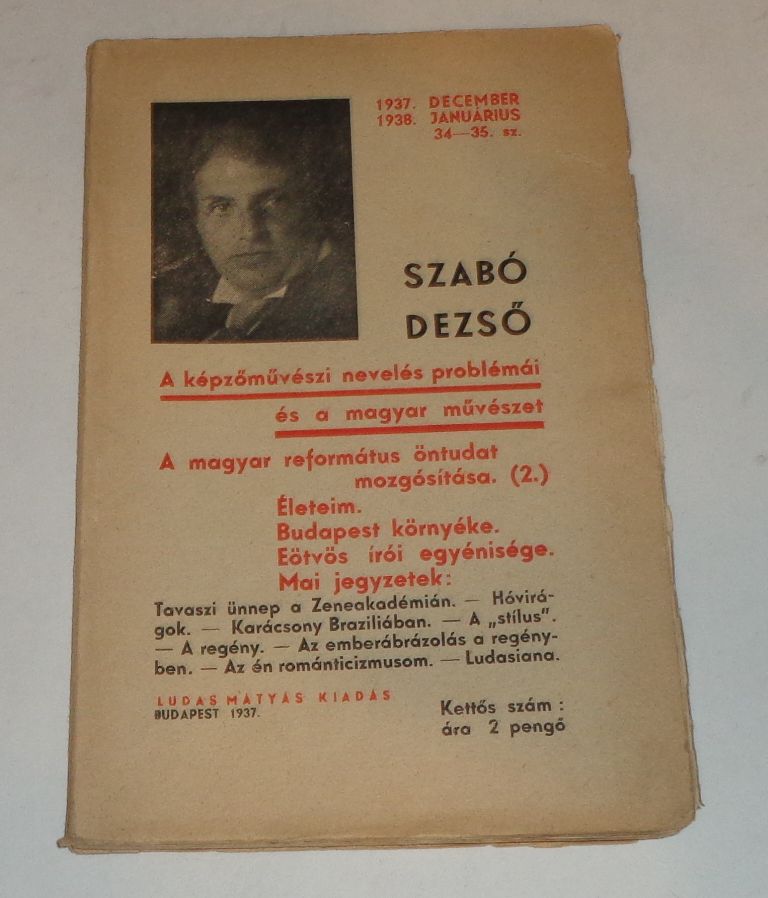 1937. DECEMBER
1938. JANUÁRIUS
34—35. sz.
SZABÓ
DEZSŐ
A képzőművészi nevelés problémái
és a magyar művészet
A magyar református öntudat
mozgósítása. (2.)
Életeim.
Budapest környéke.
Eötvös írói egyénisége.
Mai jegyzetek:
Tavaszi ünnep a Zeneakadémián. — Hóvirá-
gok. — Karácsony Braziliában. — A „stílus".
— A regény. — Az emberábrázolás a regény-
ben. — Az én románticizmusom. — Ludasiana.
LUDAS MATYÁS KIADÁS
BUDAPEST 1937.
Kettős szám :
ára 2 pengő